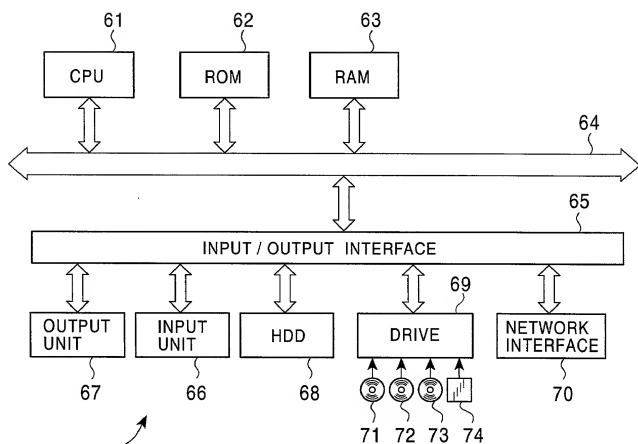 61
62
63
CPU
ROM
RAM
64
65
INPUT / OUTPUT INTERFACE
69
OUTPUT
UNIT
INPUT
UNIT
HDD
DRIVE
NETWORK
INTERFACE
67
66
68
71
72
73
74
70